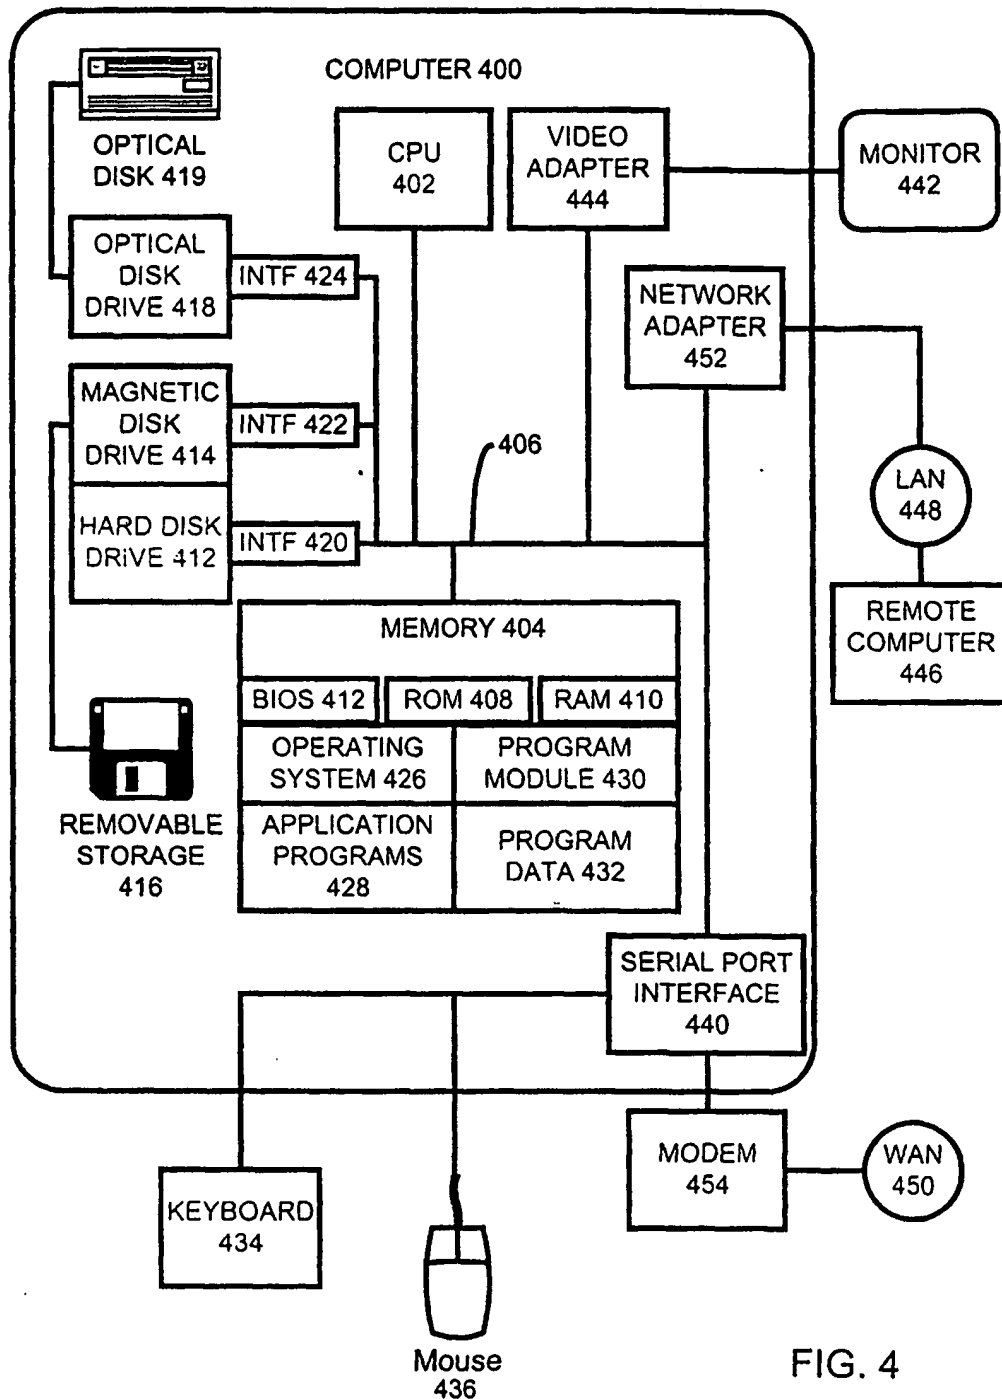 COMPUTER 400
OPTICAL
DISK 419
CPU
402
VIDEO
ADAPTER
444
MONITOR
442
OPTICAL
DISK
DRIVE 418
INTF 424
NETWORK
ADAPTER
452
MAGNETIC
DISK
DRIVE 414
INTF 422
406
LAN
448
HARD DISK
DRiVE 412
INTF 420
REMOTE
COMPUTER
446
MEMORY 404
BIOS 412
ROM 408
RAM 410
OPERATING
SYSTEM 426
PROGRAM
MODULE 430
REMOVABLE
STORAGE
416
APPLICATION
PROGRAMS
428
PROGRAM
DATA 432
SERIAL PORT
INTERFACE
440
MODEM
454
WAN
450
KEYBOARD
434
Mouse
436
FIG. 4